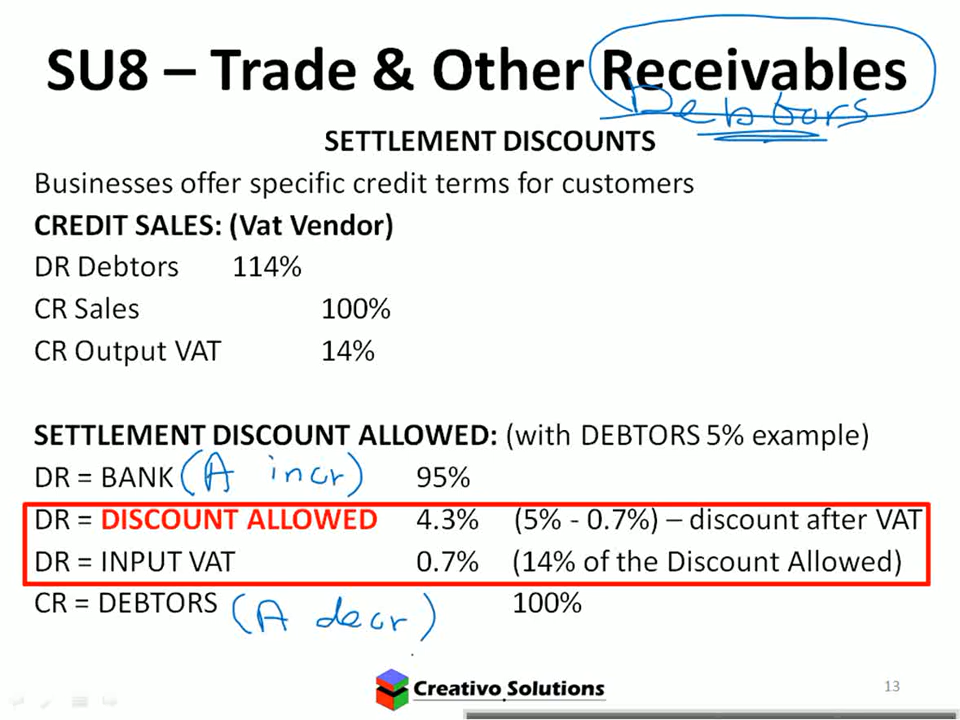 SU8 – Trade & Other Receivables
Debtors
SETTLEMENT DISCOUNTS
Businesses offer specific credit terms for customers
CREDIT SALES: (Vat Vendor)
DR Debtors 114%
CR Sales 100%
CR Output VAT 14%
SETTLEMENT DISCOUNT ALLOWED: (with DEBTORS 5% example)
DR = BANK (A incr) 95%
DR = DISCOUNT ALLOWED 4.3% (5% - 0.7%) – discount after VAT
DR = INPUT VAT 0.7% (14% of the Discount Allowed)
CR = DEBTORS (A decr) 100%
Creativo Solutions
13